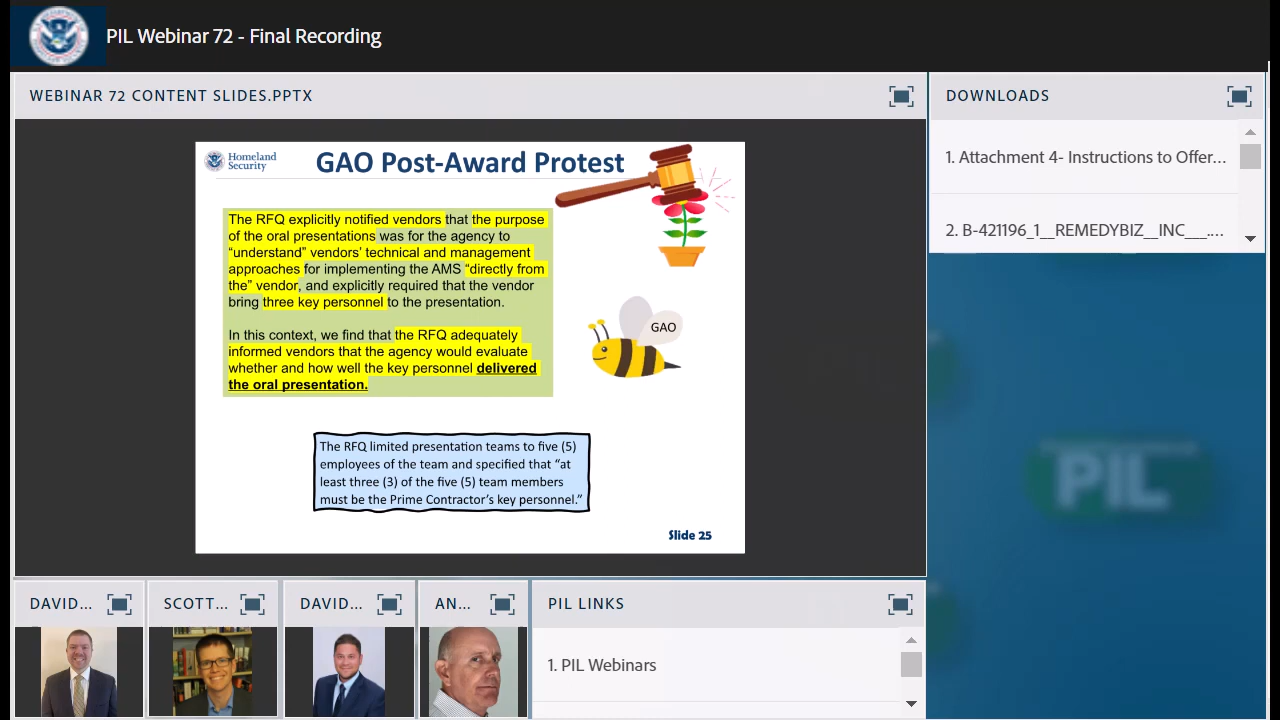 PIL Webinar 72 - Final Recording
WEBINAR 72 CONTENT SLIDES.PPTX
Homeland
Security
GAO Post-Award Protest
The RFQ explicitly notified vendors that the purpose
of the oral presentations was for the agency to
“understand” vendors’ technical and management
approaches for implementing the AMS “directly from
the” vendor, and explicitly required that the vendor
bring three key personnel to the presentation.
In this context, we find that the RFQ adequately
informed vendors that the agency would evaluate
whether and how well the key personnel delivered
the oral presentation.
GAO
The RFQ limited presentation teams to five (5)
employees of the team and specified that “at
least three (3) of the five (5) team members
must be the Prime Contractor’s key personnel.”
Slide 25
DOWNLOADS
1. Attachment 4- Instructions to Offer...
2. B-421196_1__REMEDYBIZ__INC___....
PIL
DAVID...
SCOTT...
DAVID...
AN...
PIL LINKS
1. PIL Webinars